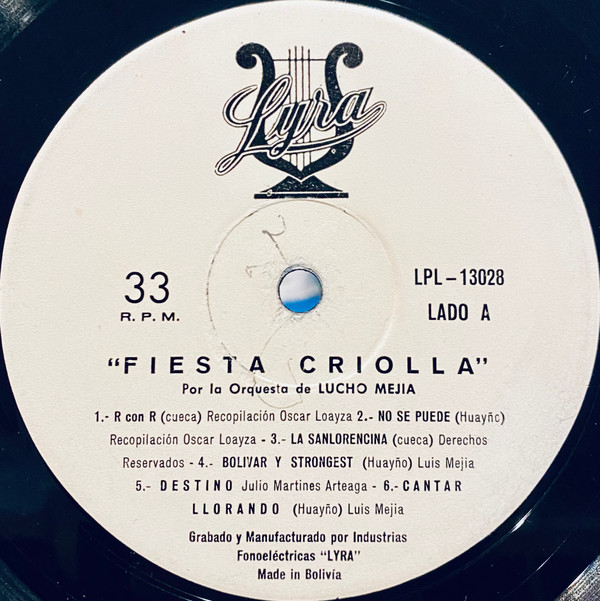 Lyra
33
R. P. M.
LPL-13028
LADO A
"FIESTA CRIOLLA"
Por la Orquesta de LUCHO MEJIA
1.- R con R (cueca) Recopilación Oscar Loayza 2.- NO SE PUEDE (Huayño)
Recopilación Oscar Loayza - 3.- LA SANLORENCINA (cueca) Derechos
Reservados - 4.- BOLIVAR Y STRONGEST (Huayño) Luis Mejia
5.- DESTINO Julio Martines Arteaga - 6.- CANTAR
LLORANDO (Huayño) Luis Mejia
Grabado y Manufacturado por Industrias
Fonoeléctricas "LYRA"
Made in Bolivía